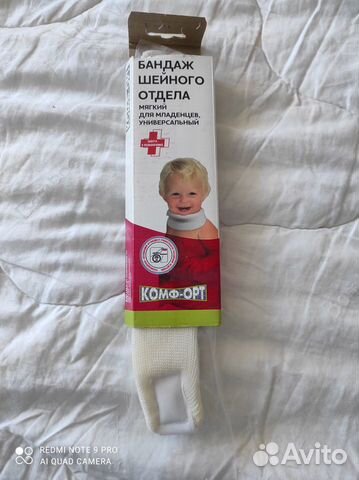 БАНДАЖ
ШЕЙНОГО
ОТДЕЛА
МЯГКИЙ
ДЛЯ МЛАДЕНЦЕВ,
УНИВЕРСАЛЬНЫЙ
КОМФ-ОРТ
REDMI NOTE 9 PRO
AI QUAD CAMERA
Avito